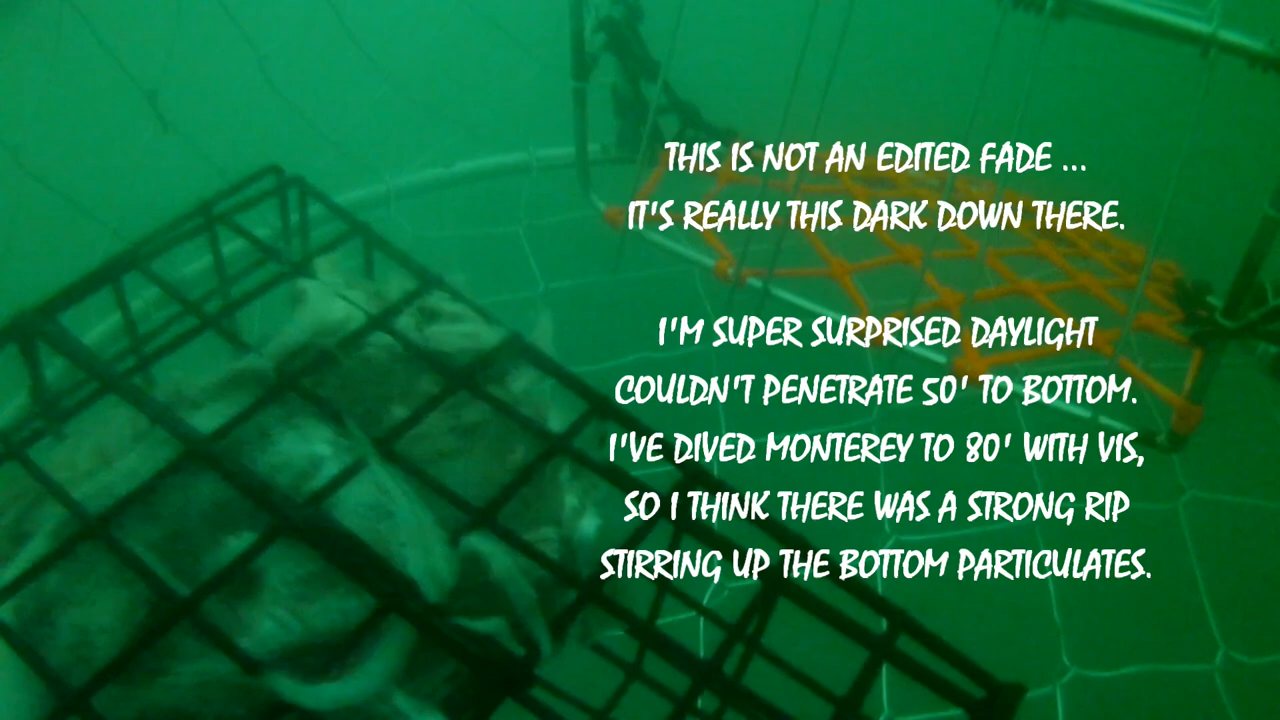 THIS IS NOT AN EDITED FADE ...
IT'S REALLY THIS DARK DOWN THERE.
I'M SUPER SURPRISED DAYLIGHT
COULDN'T PENETRATE 50' TO BOTTOM.
I'VE DIVED MONTEREY TO 80' WITH VIS,
SO I THINK THERE WAS A STRONG RIP
STIRRING UP THE BOTTOM PARTICULATES.